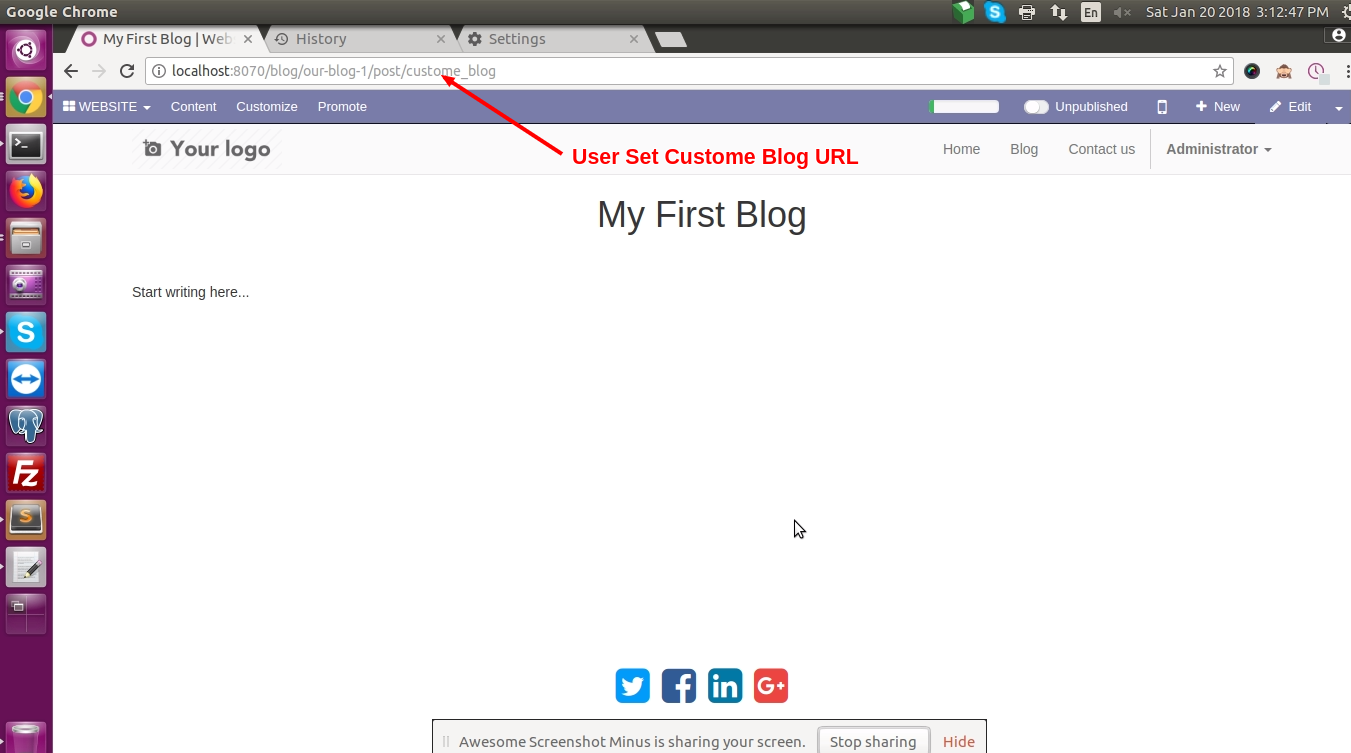 Google Chrome
En
Sat Jan 20 2018 3:12:47 PM
My First Blog | Web
History
Settings
localhost:8070/blog/our-blog-1/post/custome_blog
WEBSITE Content Customize Promote
Unpublished
New
Edit
Your logo
User Set Custome Blog URL
Home Blog Contact us Administrator
My First Blog
Start writing here...
Awesome Screenshot Minus is sharing your screen. Stop sharing Hide